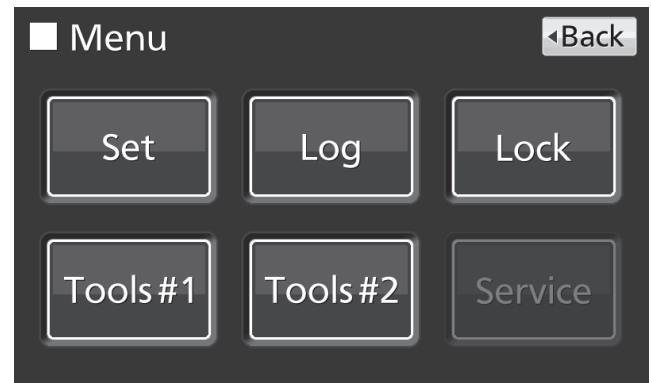 Menu
◂Back
Set
Log
Lock
Tools #1
Tools #2
Service